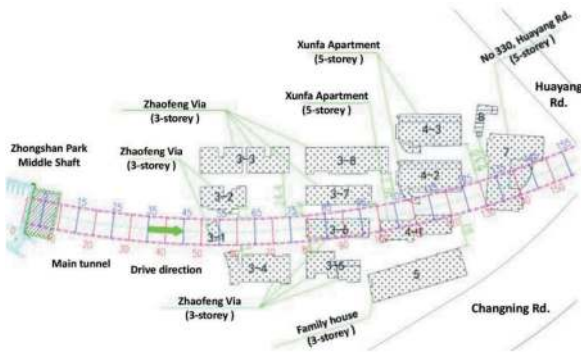 Xunfa Apartment
(5-storey )
No 330, Huayang Rd.
(5-storey )
Huayang
Rd.
Xunfa Apartment
(5-storey )
Zhaofeng Via
(3-storey )
Zhongshan Park
Middle Shaft
Zhaofeng Via
(3-storey )
4-3
8
7
3-3
3-8
4-2
3-2
3-7
15
3-1
3-6
4-1
20
Main tunnel
Drive direction
3-4
3-5
5
Zhaofeng Via
(3-storey )
Family house
(3-storey )
Changning Rd.